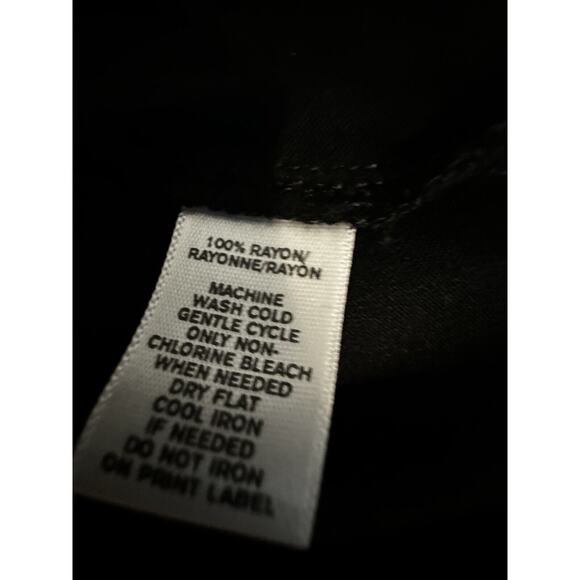 100% RAYON/
RAYONNE/RAYÓN
MACHINE
WASH COLD
GENTLE CYCLE
ONLY NON-
CHLORINE BLEACH
WHEN NEEDED
DRY FLAT
COOL IRON
IF NEEDED
DO NOT IRON
ON PRINT LABEL